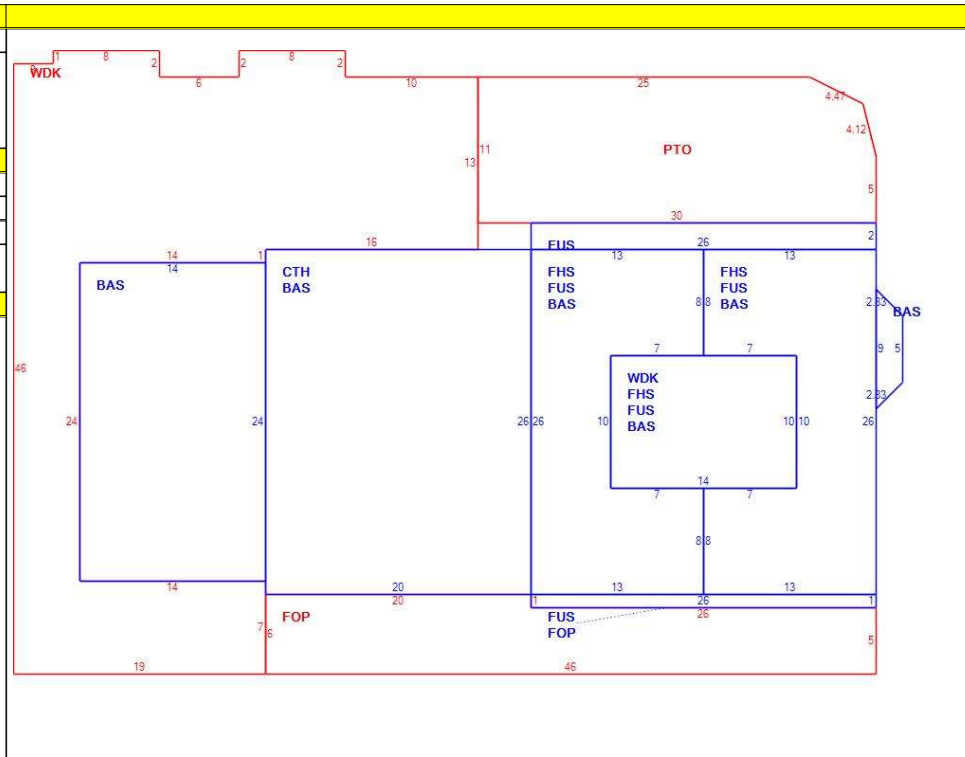 1 8 2 2 8 2
WDK
6 10 25
4.47
4.12
PTO
11
13
5
30
2
14 1 16
14
FUS 26
13 13
BAS
CTH
BAS
FHS
FUS
BAS
FHS
FUS
BAS
8 8
BAS
9 5
7 7
46
WDK
FHS
FUS
BAS
24 24 26 26 10 10 10 26
14
7 7
8 8
14 20 13 13
20 1 26 1
26
FOP
FUS
FOP
7 6
5
19 46